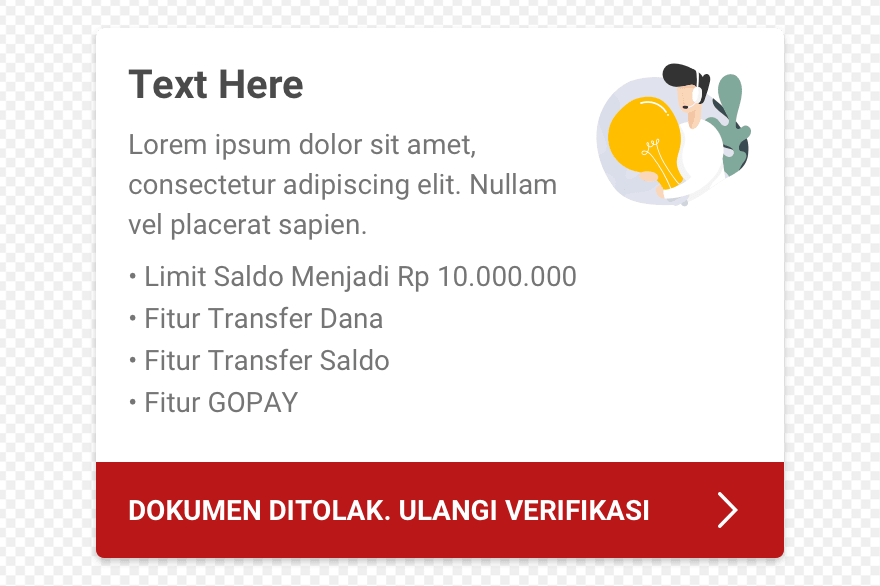 Text Here
Lorem ipsum dolor sit amet,
consectetur adipiscing elit. Nullam
vel placerat sapien.
• Limit Saldo Menjadi Rp 10.000.000
• Fitur Transfer Dana
• Fitur Transfer Saldo
• Fitur GOPAY
DOKUMEN DITOLAK. ULANGI VERIFIKASI